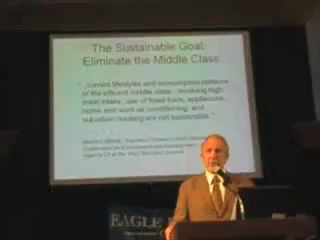 The Sustainable Goal:
Eliminate the Middle Class
"...current lifestyles and consumption patterns
of the affluent middle class - involving high
meat intake, use of fossil fuels, appliances,
home and work air conditioning, and
suburban housing are not sustainable."
EAGLE